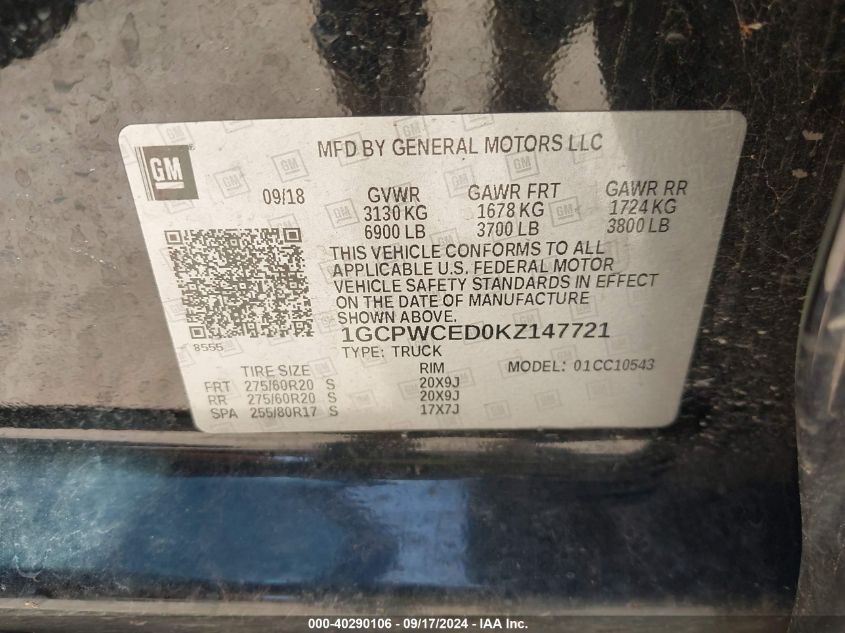 GM
MFD BY GENERAL MOTORS LLC
09/18 GVWR GAWR FRT GAWR RR
3130 KG 1678 KG 1724 KG
6900 LB 3700 LB 3800 LB
THIS VEHICLE CONFORMS TO ALL
APPLICABLE U.S. FEDERAL MOTOR
VEHICLE SAFETY STANDARDS IN EFFECT
ON THE DATE OF MANUFACTURE
SHOWN ABOVE.
8555
1GCPWCED0KZ147721
TYPE: TRUCK
TIRE SIZE RIM MODEL: 01CC10543
FRT 275/60R20 S 20X9J
RR 275/60R20 S 20X9J
SPA 255/80R17 S 17X7J
000-40290106 - 09/17/2024 - IAA Inc.